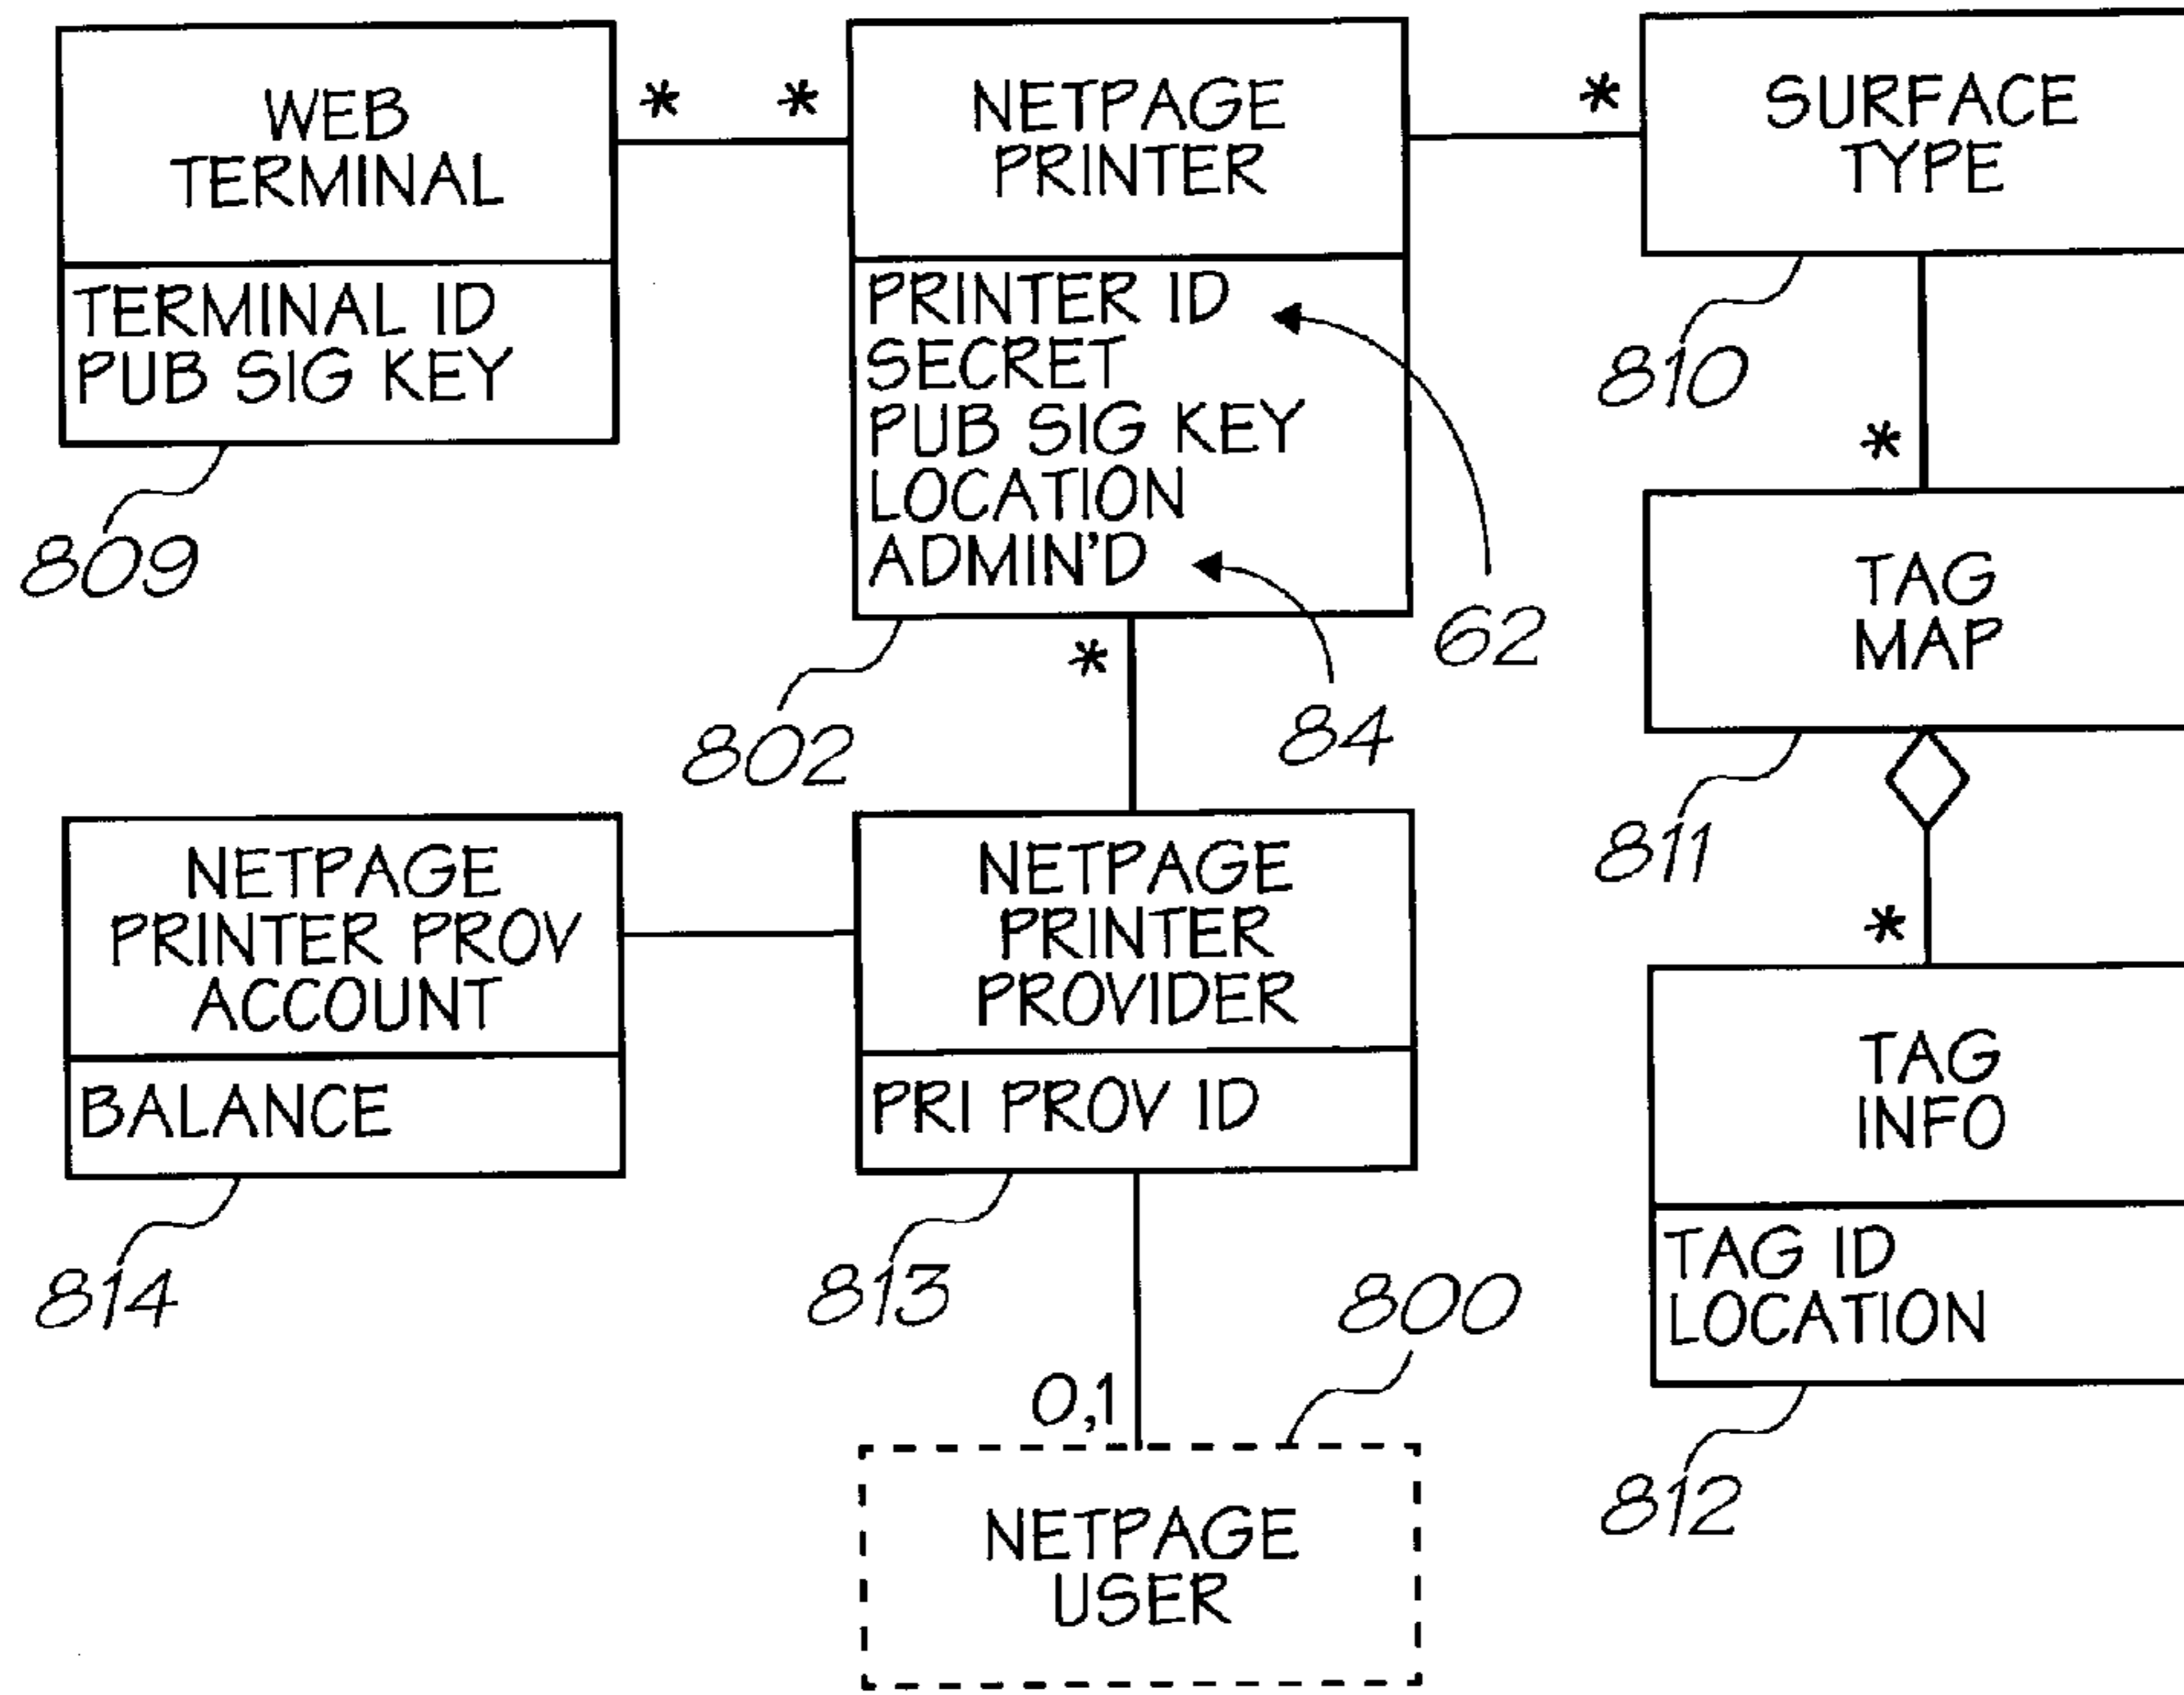 WEB
TERMINAL
TERMINAL ID
PUB SIG KEY
809
*
*
NETPAGE
PRINTER
PRINTER ID
SECRET
PUB SIG KEY
LOCATION
ADMIN'D
62
84
802
*
*
SURFACE
TYPE
810
*
TAG
MAP
811
*
TAG
INFO
TAG ID
LOCATION
812
NETPAGE
PRINTER PROV
ACCOUNT
BALANCE
814
NETPAGE
PRINTER
PROVIDER
PRI PROV ID
813
800
0,1
NETPAGE
USER